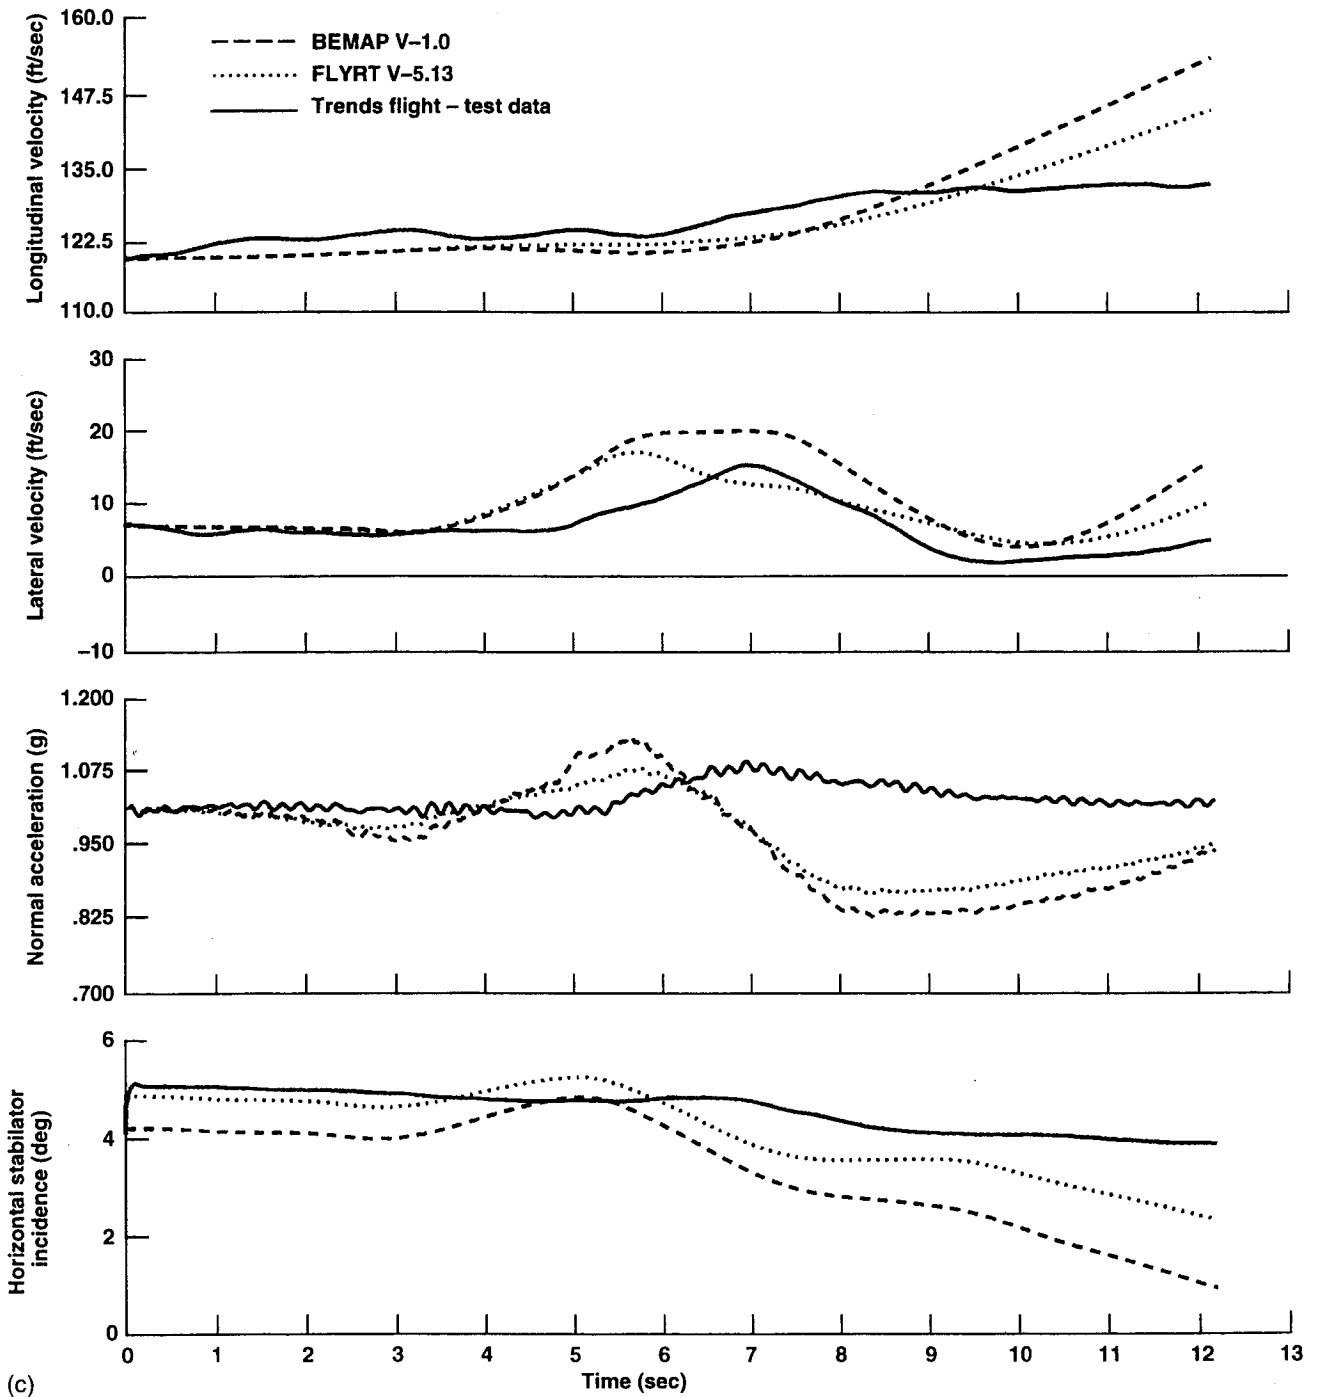 160.0
147.5
135.0
122.5
110.0
Longitudinal velocity (ft/sec)
BEMAP V–1.0
FLYRT V–5.13
Trends flight – test data
30
20
10
0
–10
Lateral velocity (ft/sec)
1.200
1.075
.950
.825
.700
Normal acceleration (g)
6
4
2
0
Horizontal stabilator
incidence (deg)
0 1 2 3 4 5 6 7 8 9 10 11 12 13
Time (sec)
(c)